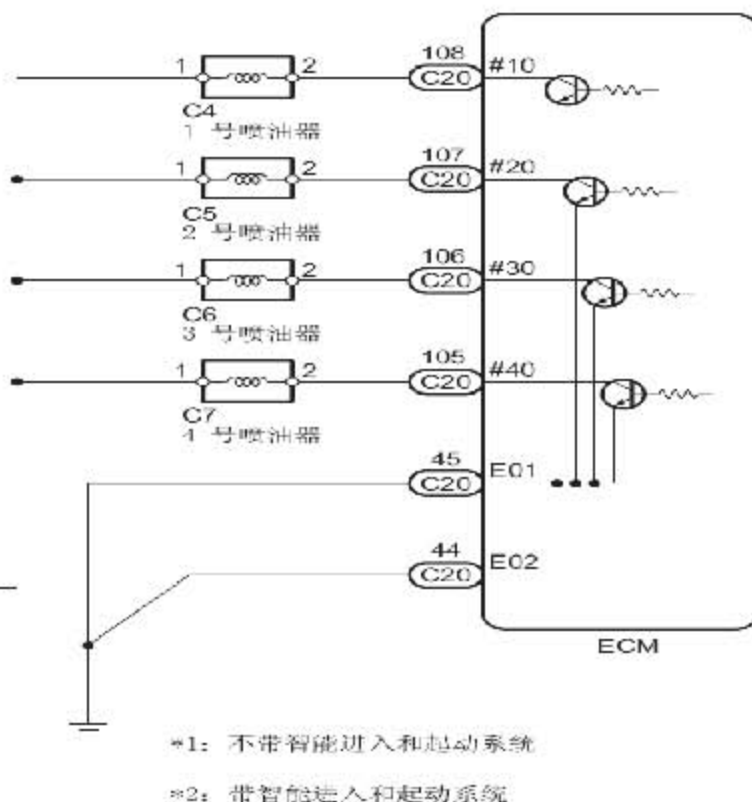 108
1 2 C20 #10
C4
1 号喷油器
107
1 2 C20 #20
C5
2 号喷油器
106
1 2 C20 #30
C6
3 号喷油器
105
1 2 C20 #40
C7
4 号喷油器
45
C20 E01
44
C20 E02
ECM
*1: 不带智能进入和起动系统
*2: 带智能进入和起动系统